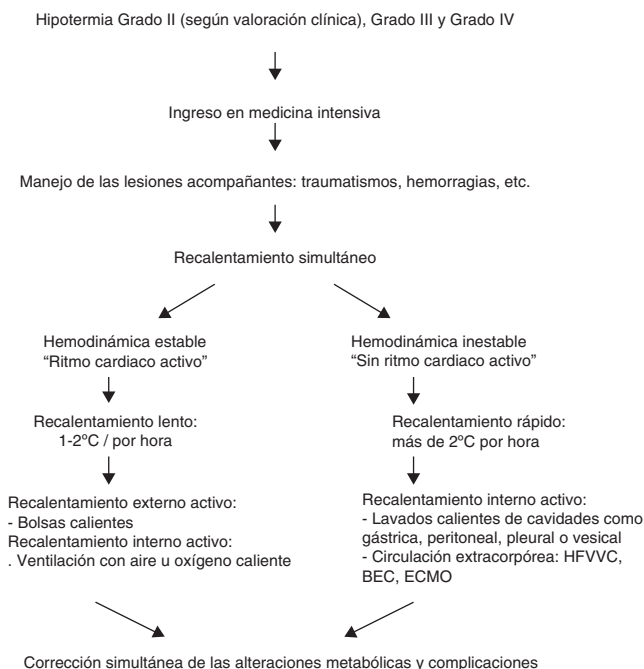 Hipotermia Grado II (según valoración clínica), Grado III y Grado IV
Ingreso en medicina intensiva
Manejo de las lesiones acompañantes: traumatismos, hemorragias, etc.
Recalentamiento simultáneo
Hemodinámica estable
“Ritmo cardiaco activo”
Recalentamiento lento:
1-2ºC / por hora
Recalentamiento externo activo:
- Bolsas calientes
Recalentamiento interno activo:
. Ventilación con aire u oxígeno caliente
Hemodinámica inestable
“Sin ritmo cardiaco activo”
Recalentamiento rápido:
más de 2ºC por hora
Recalentamiento interno activo:
- Lavados calientes de cavidades como
gástrica, peritoneal, pleural o vesical
- Circulación extracorpórea: HFVVC,
BEC, ECMO
Corrección simultánea de las alteraciones metabólicas y complicaciones